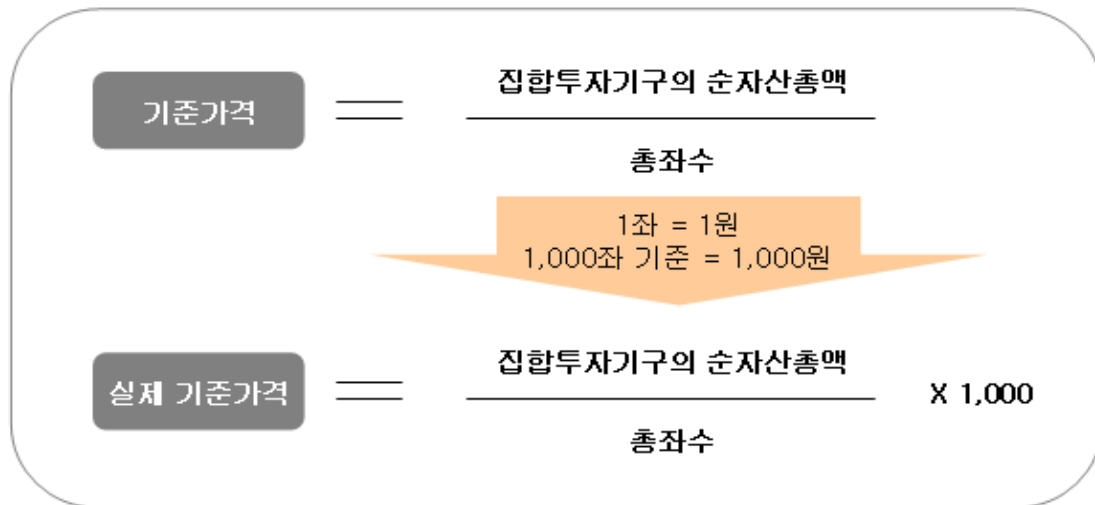 집합투자기구의 순자산총액
기준가격
총좌수
1좌 = 1원
1,000좌 기준 = 1,000원
집합투자기구의 순자산총액
실제 기준가격
X 1,000
총좌수